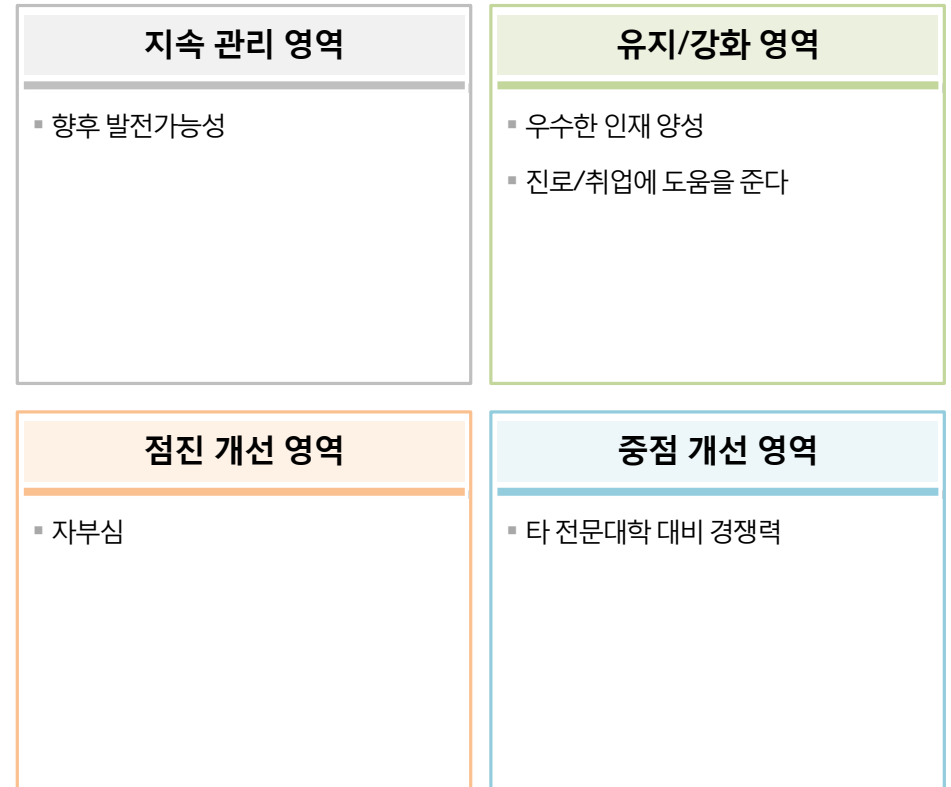 지속 관리 영역
▪ 향후 발전가능성
유지/강화 영역
▪ 우수한 인재 양성
▪ 진로/취업에 도움을 준다
점진 개선 영역
▪ 자부심
중점 개선 영역
▪ 타 전문대학 대비 경쟁력